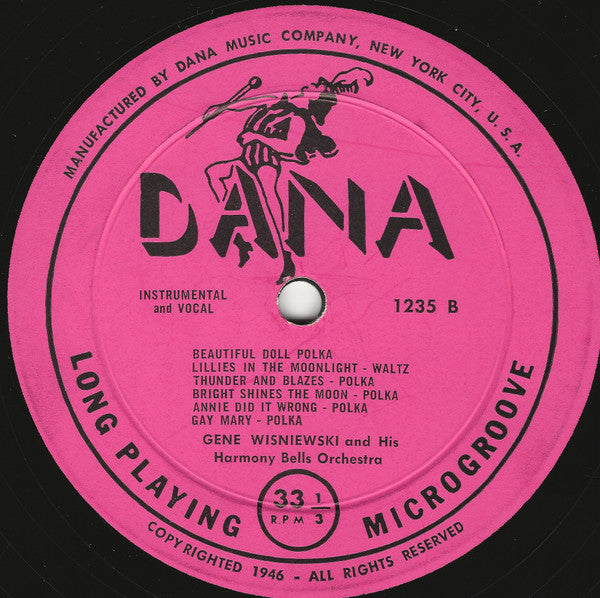 MANUFACTURED BY DANA MUSIC COMPANY, NEW YORK CITY, U. S. A.
DANA
INSTRUMENTAL
and VOCAL
1235 B
BEAUTIFUL DOLL POLKA
LILLIES IN THE MOONLIGHT - WALTZ
THUNDER AND BLAZES - POLKA
BRIGHT SHINES THE MOON - POLKA
ANNIE DID IT WRONG - POLKA
GAY MARY - POLKA
GENE WISNIEWSKI and His
Harmony Bells Orchestra
33 1/3
RPM
LONG PLAYING MICROGROOVE
COPYRIGHTED 1946 - ALL RIGHTS RESERVED